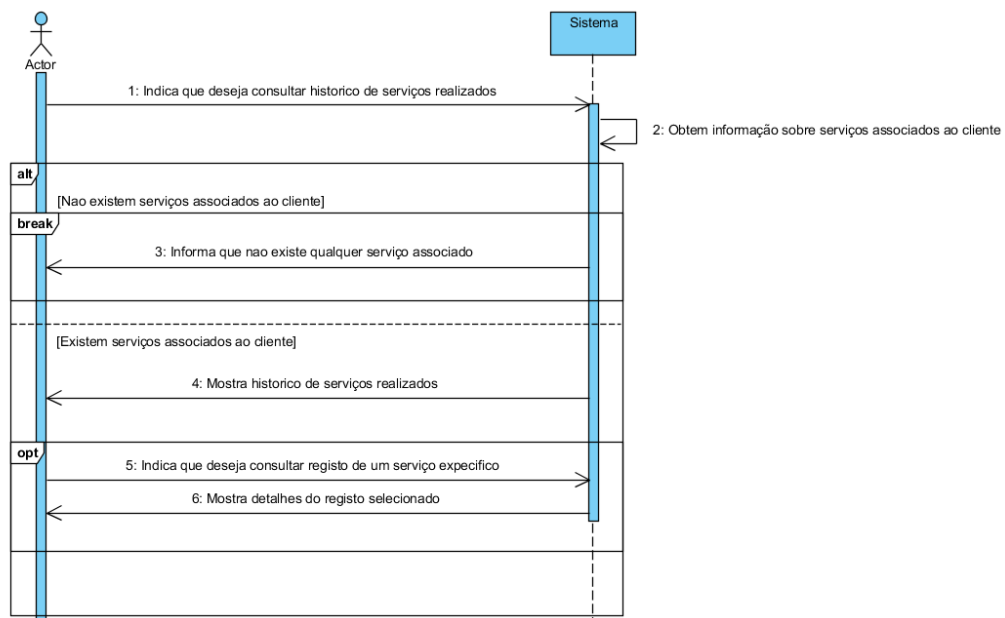 Sistema
Actor
1: Indica que deseja consultar historico de serviços realizados
2: Obtem informação sobre serviços associados ao cliente
alt
[Nao existem serviços associados ao cliente]
break
3: Informa que nao existe qualquer serviço associado
[Existem serviços associados ao cliente]
4: Mostra historico de serviços realizados
opt
5: Indica que deseja consultar registo de um serviço expecifico
6: Mostra detalhes do registo selecionado